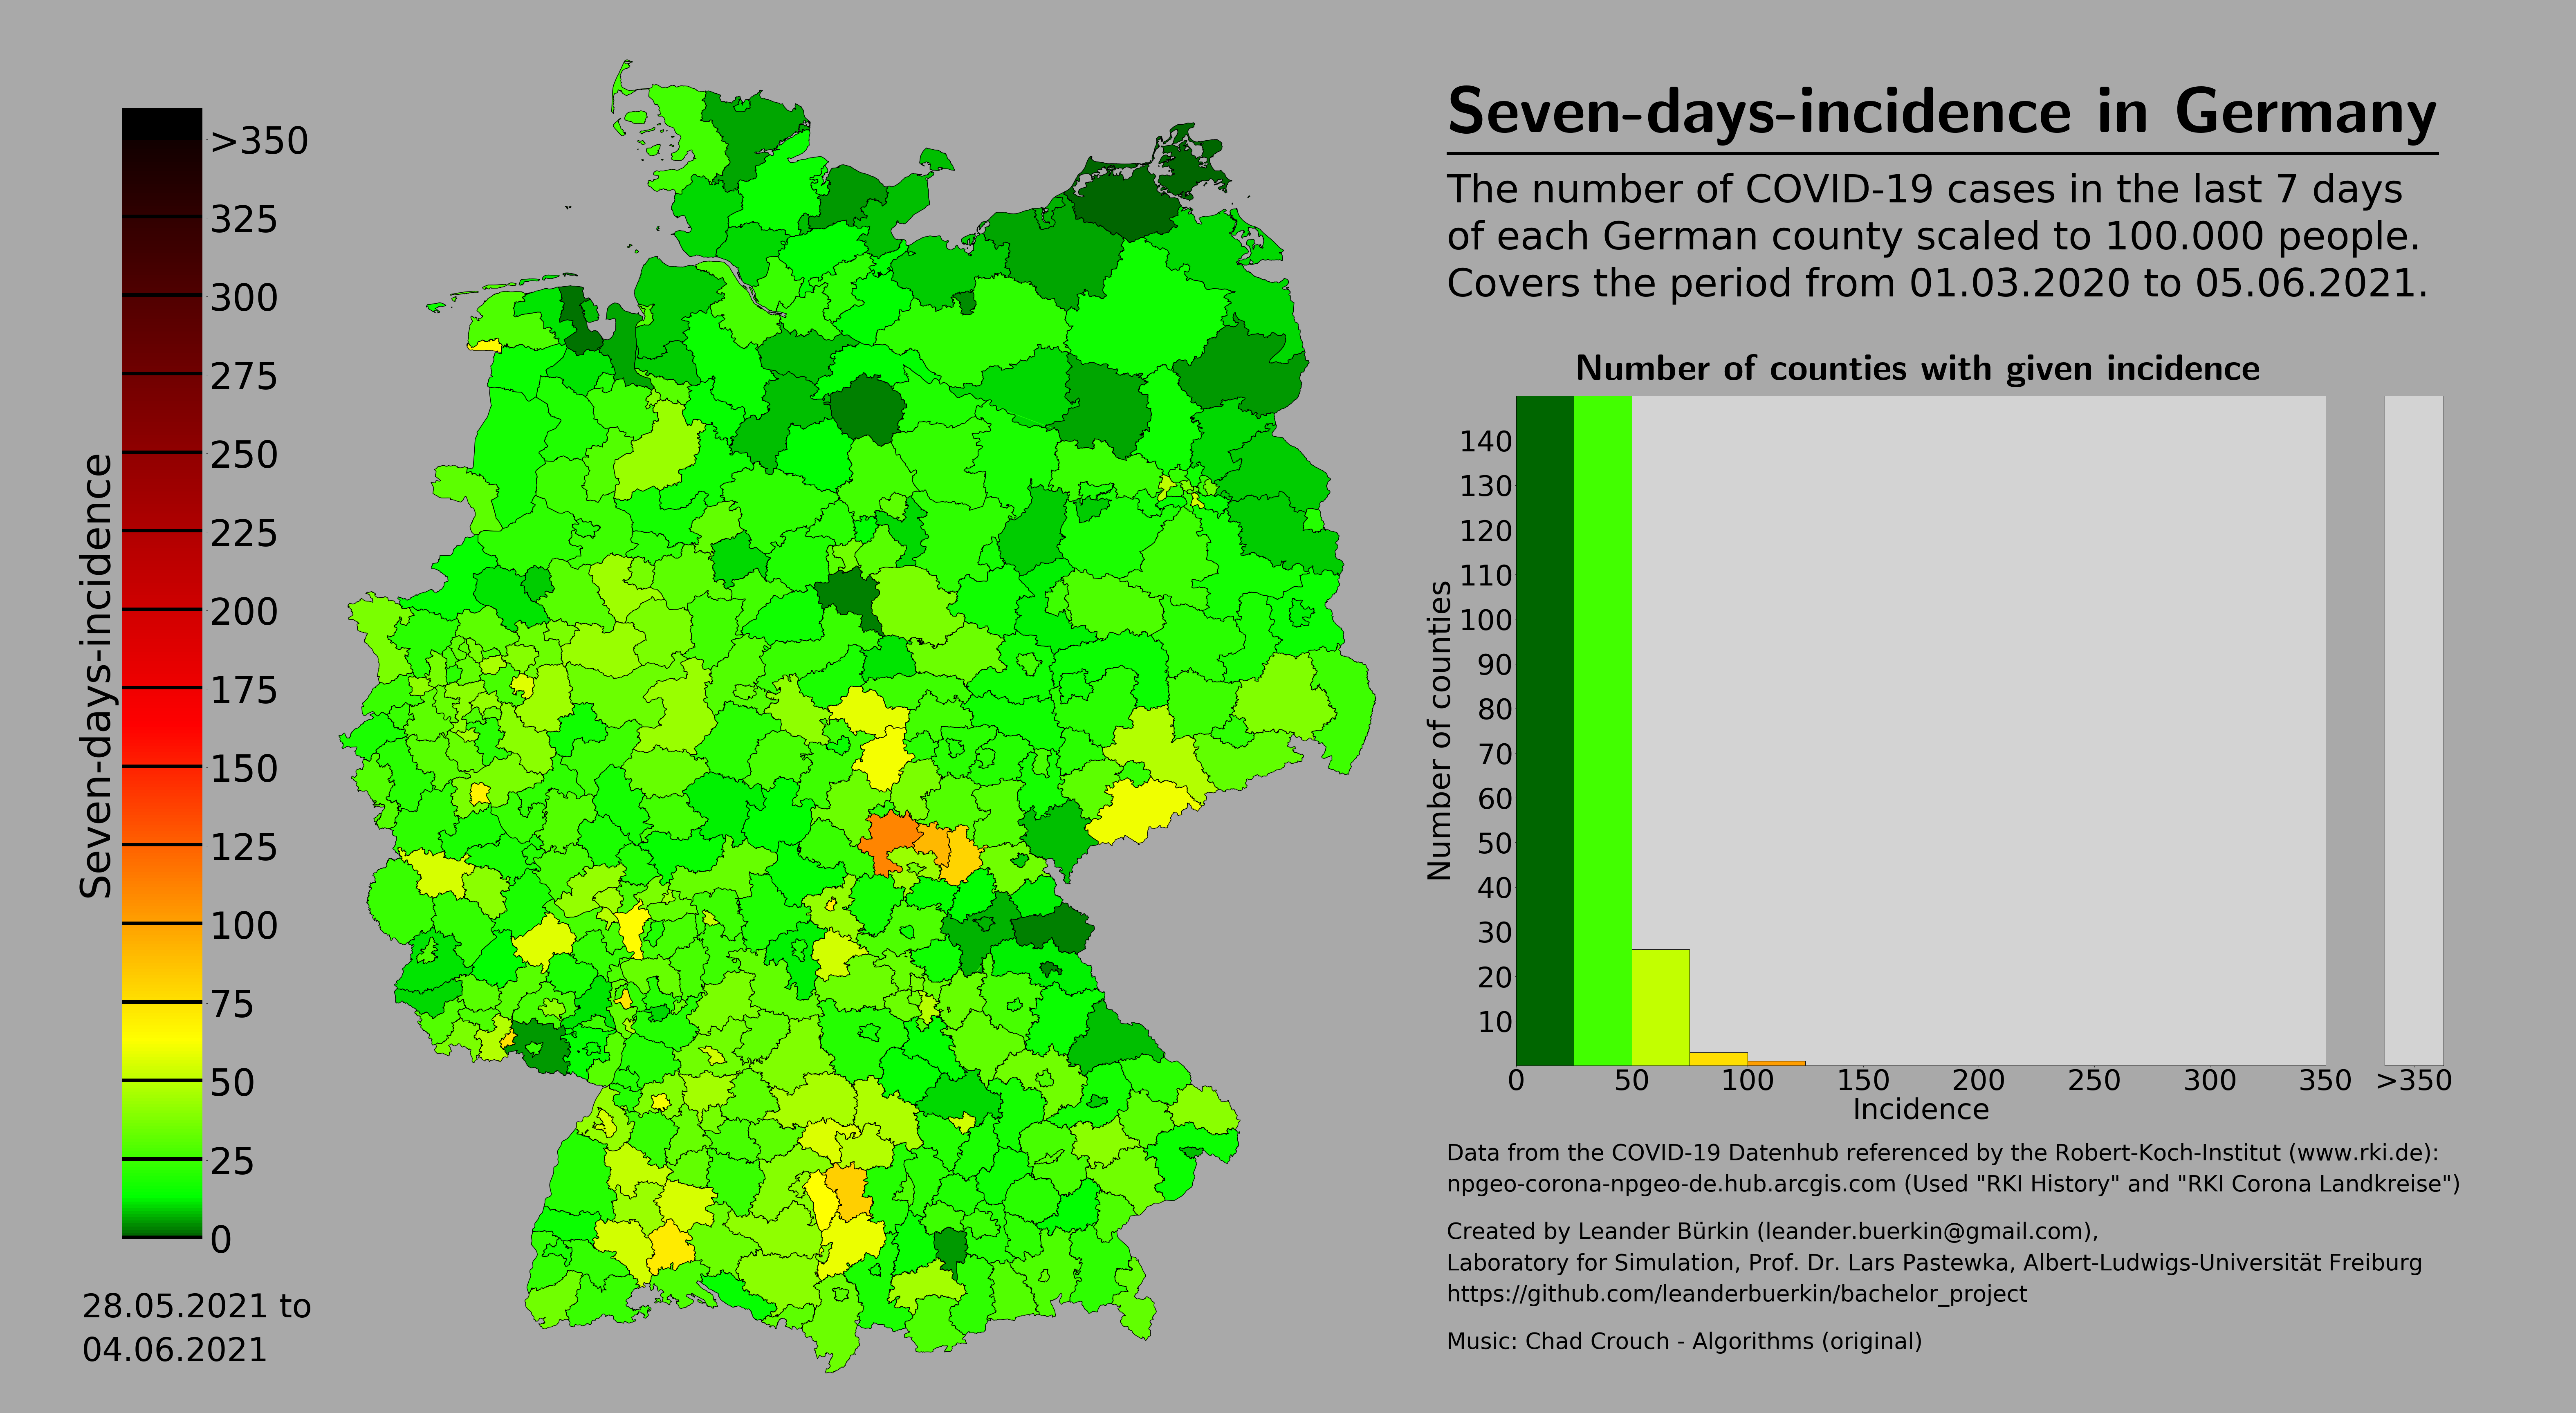 Seven-days-incidence in Germany
The number of COVID-19 cases in the last 7 days
of each German county scaled to 100.000 people.
Covers the period from 01.03.2020 to 05.06.2021.
Seven-days-incidence
>350
325
300
275
250
225
200
175
150
125
100
75
50
25
0
28.05.2021 to
04.06.2021
Number of counties with given incidence
Number of counties
140
130
120
110
100
90
80
70
60
50
40
30
20
10
0 50 100 150 200 250 300 350 >350
Incidence
Data from the COVID-19 Datenhub referenced by the Robert-Koch-Institut (www.rki.de):
npgeo-corona-npgeo-de.hub.arcgis.com (Used "RKI History" and "RKI Corona Landkreise")
Created by Leander Bürkin (leander.buerkin@gmail.com),
Laboratory for Simulation, Prof. Dr. Lars Pastewka, Albert-Ludwigs-Universität Freiburg
https://github.com/leanderbuerkin/bachelor_project
Music: Chad Crouch - Algorithms (original)